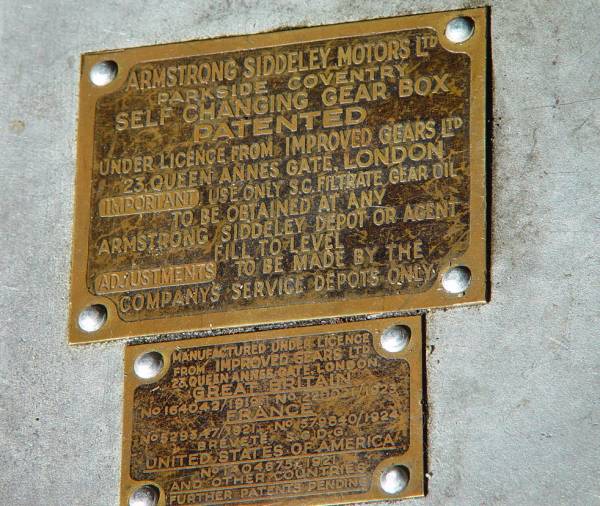 ARMSTRONG SIDDELEY MOTORS LTD
PARKSIDE COVENTRY
SELF CHANGING GEAR BOX
PATENTED
UNDER LICENCE FROM IMPROVED GEARS LTD
23, QUEEN ANNES GATE, LONDON
IMPORTANT USE ONLY S.C. FILTRATE GEAR OIL
TO BE OBTAINED AT ANY
ARMSTRONG SIDDELEY DEPOT OR AGENT
FILL TO LEVEL
ADJUSTMENTS TO BE MADE BY THE
COMPANYS SERVICE DEPOTS ONLY
MANUFACTURED UNDER LICENCE
FROM IMPROVED GEARS LTD.
23, QUEEN ANNES GATE, LONDON.
GREAT BRITAIN
FRANCE
BREVETE S.G.D.G.
UNITED STATES OF AMERICA
AND OTHER COUNTRIES
FURTHER PATENTS PENDING